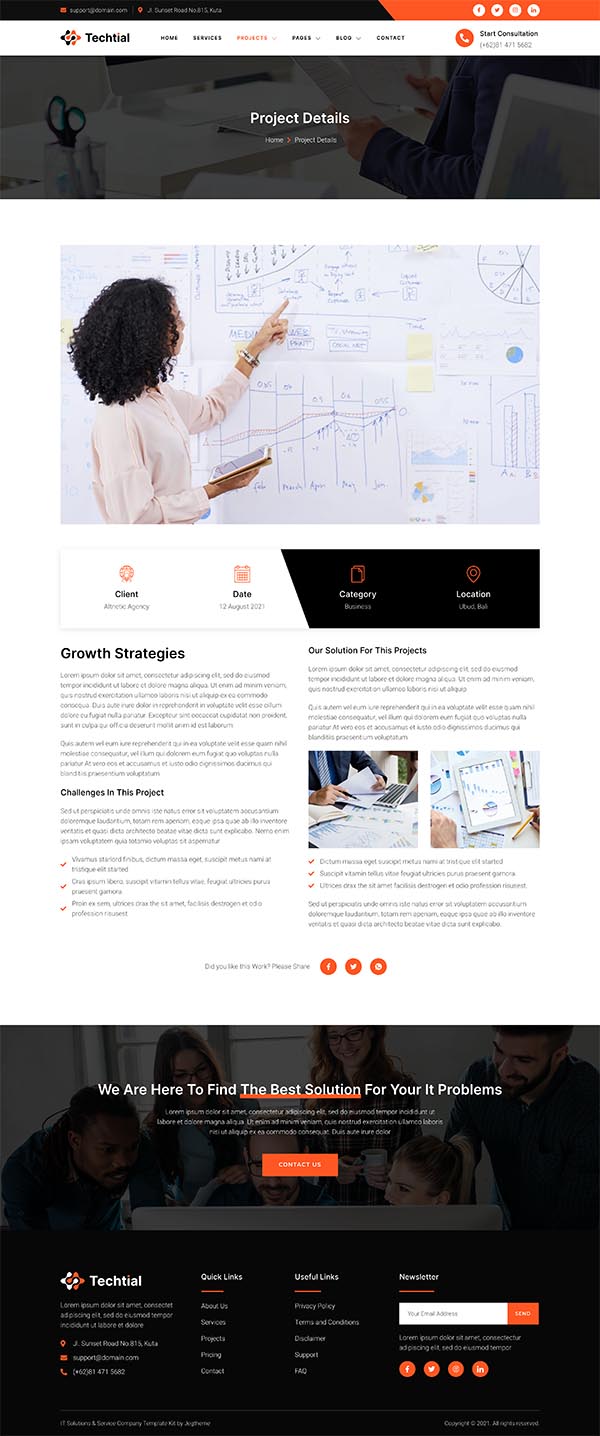 support@domain.com
Jl. Sunset Road No.815, Kuta
Techtial
HOME SERVICES PROJECTS PAGES BLOG CONTACT
Start Consultation
(+62)81 471 5682
Project Details
Home Project Details
Client
Altnetic Agency
Date
12 August 2021
Category
Business
Location
Ubud, Bali
Growth Strategies
Lorem ipsum dolor sit amet, consectetur adipiscing elit, sed do eiusmod
tempor incididunt ut labore et dolore magna aliqua. Ut enim ad minim veniam,
quis nostrud exercitation ullamco laboris nisi ut aliquip ex ea commodo
consequa. Duis aute irure dolor in reprehenderit in voluptate velit esse cillum
dolore eu fugiat nulla pariatur. Excepteur sint occaecat cupidatat non proident,
sunt in culpa qui officia deserunt mollit anim id est laborum
Quis autem vel eum iure reprehenderit qui in ea voluptate velit esse quam nihil
molestiae consequatur, vel illum qui dolorem eum fugiat quo voluptas nulla
pariatur At vero eos et accusamus et iusto odio dignissimos ducimus qui
blanditiis praesentium voluptatum
Challenges In This Project
Sed ut perspiciatis unde omnis iste natus error sit voluptatem accusantium
doloremque laudantium, totam rem aperiam, eaque ipsa quae ab illo inventore
veritatis et quasi dicta architecto beatae vitae dicta sunt explicabo. Nemo enim
ipsam voluptatem quia totamio voluptas sit aspernatur
Vivamus starlord finibus, dictum massa eget, suscipit metus nami at
tristique elit started
Cras ipsum libero, suscipit vitamin tellus vitae, feugiat ultricies purus
praesent gamora
Proin ex sem, ultrices drax the sit amet, facilisis destrogen et odio
profession risusest
Our Solution For This Projects
Lorem ipsum dolor sit amet, consectetur adipiscing elit, sed do eiusmod
tempor incididunt ut labore et dolore magna aliqua. Ut enim ad minim veniam,
quis nostrud exercitation ullamco laboris nisi ut aliquip
Quis autem vel eum iure reprehenderit qui in ea voluptate velit esse quam nihil
molestiae consequatur, vel illum qui dolorem eum fugiat quo voluptas nulla
pariatur At vero eos et accusamus et iusto odio dignissimos ducimus qui
blanditiis praesentium voluptatum
Dictum massa eget suscipit metus nami at tristique elit started
Suscipit vitamin tellus vitae feugiat ultricies purus praesent gamora.
Ultrices drax the sit amet facilisis destrogen et odio profession risusest.
Sed ut perspiciatis unde omnis iste natus error sit voluptatem accusantium
doloremque laudantium, totam rem aperiam, eaque ipsa quae ab illo inventore
veritatis et quasi dicta architecto beatae vitae dicta sunt explicabo.
Did you like this Work? Please Share
We Are Here To Find The Best Solution For Your It Problems
Lorem ipsum dolor sit amet, consectetur adipiscing elit, sed do eiusmod tempor incididunt ut
labore et dolore magna aliqua. Ut enim ad minim veniam, quis nostrud exercitation ullamco laboris
nisi ut aliquip ex ea commodo consequat. Duis aute irure dolor
CONTACT US
Techtial
Lorem ipsum dolor sit amet, consectet
adipiscing elit, sed do eiusmod tempor
incididunt ut labore et dolore
Jl. Sunset Road No.815, Kuta
support@domain.com
(+62)81 471 5682
Quick Links
About Us
Services
Projects
Pricing
Contact
Useful Links
Privacy Policy
Terms and Conditions
Disclaimer
Support
FAQ
Newsletter
Your Email Address
SEND
Lorem ipsum dolor sit amet, consectetur
ad piscing elit, sed do eiusmod tempor
IT Solutions & Service Company Template Kit by Jegtheme
Copyright © 2021. All rights reserved.